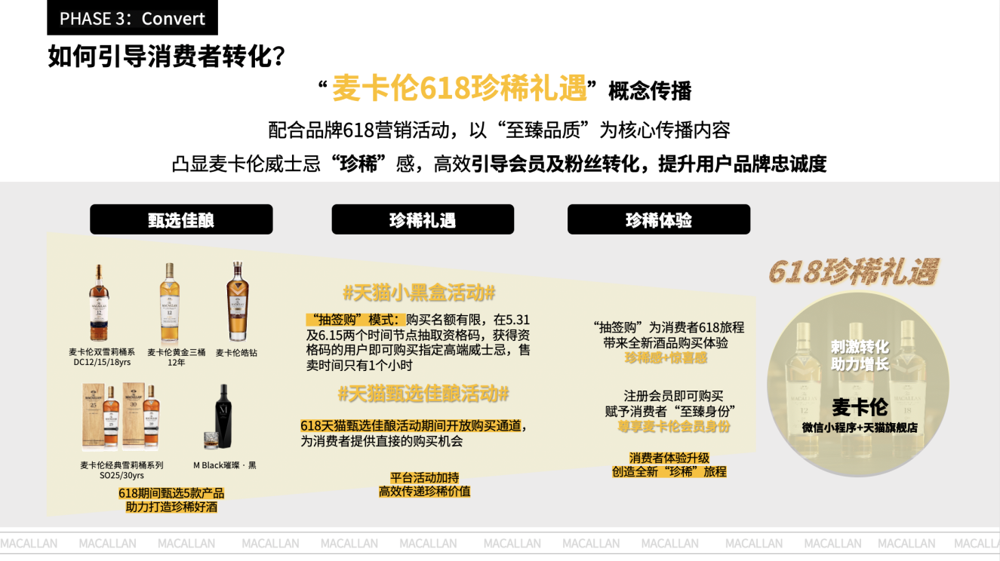 PHASE 3：Convert
如何引导消费者转化？
“麦卡伦618珍稀礼遇”概念传播
配合品牌618营销活动，以“至臻品质”为核心传播内容
凸显麦卡伦威士忌“珍稀”感，高效引导会员及粉丝转化，提升用户品牌忠诚度
甄选佳酿
麦卡伦双雪莉桶系
DC12/15/18yrs
麦卡伦黄金三桶
12年
麦卡伦皓钻
麦卡伦经典雪莉桶系列
SO25/30yrs
M Black璀璨 · 黑
618期间甄选5款产品
助力打造珍稀好酒
珍稀礼遇
#天猫小黑盒活动#
“抽签购”模式：购买名额有限，在5.31
及6.15两个时间节点抽取资格码，获得资
格码的用户即可购买指定高端威士忌，售
卖时间只有1个小时
#天猫甄选佳酿活动#
618天猫甄选佳酿活动期间开放购买通道，
为消费者提供直接的购买机会
平台活动加持
高效传递珍稀价值
珍稀体验
“抽签购”为消费者618旅程
带来全新酒品购买体验
珍稀感+惊喜感
注册会员即可购买
赋予消费者“至臻身份”
尊享麦卡伦会员身份
消费者体验升级
创造全新“珍稀”旅程
618珍稀礼遇
刺激转化
助力增长
麦卡伦
微信小程序+天猫旗舰店
MACALLAN MACALLAN MACALLAN MACALLAN MACALLAN MACALLAN MACALLAN MACALLAN MACALLAN MACALLAN MACALLAN MACALLAN MACALLA